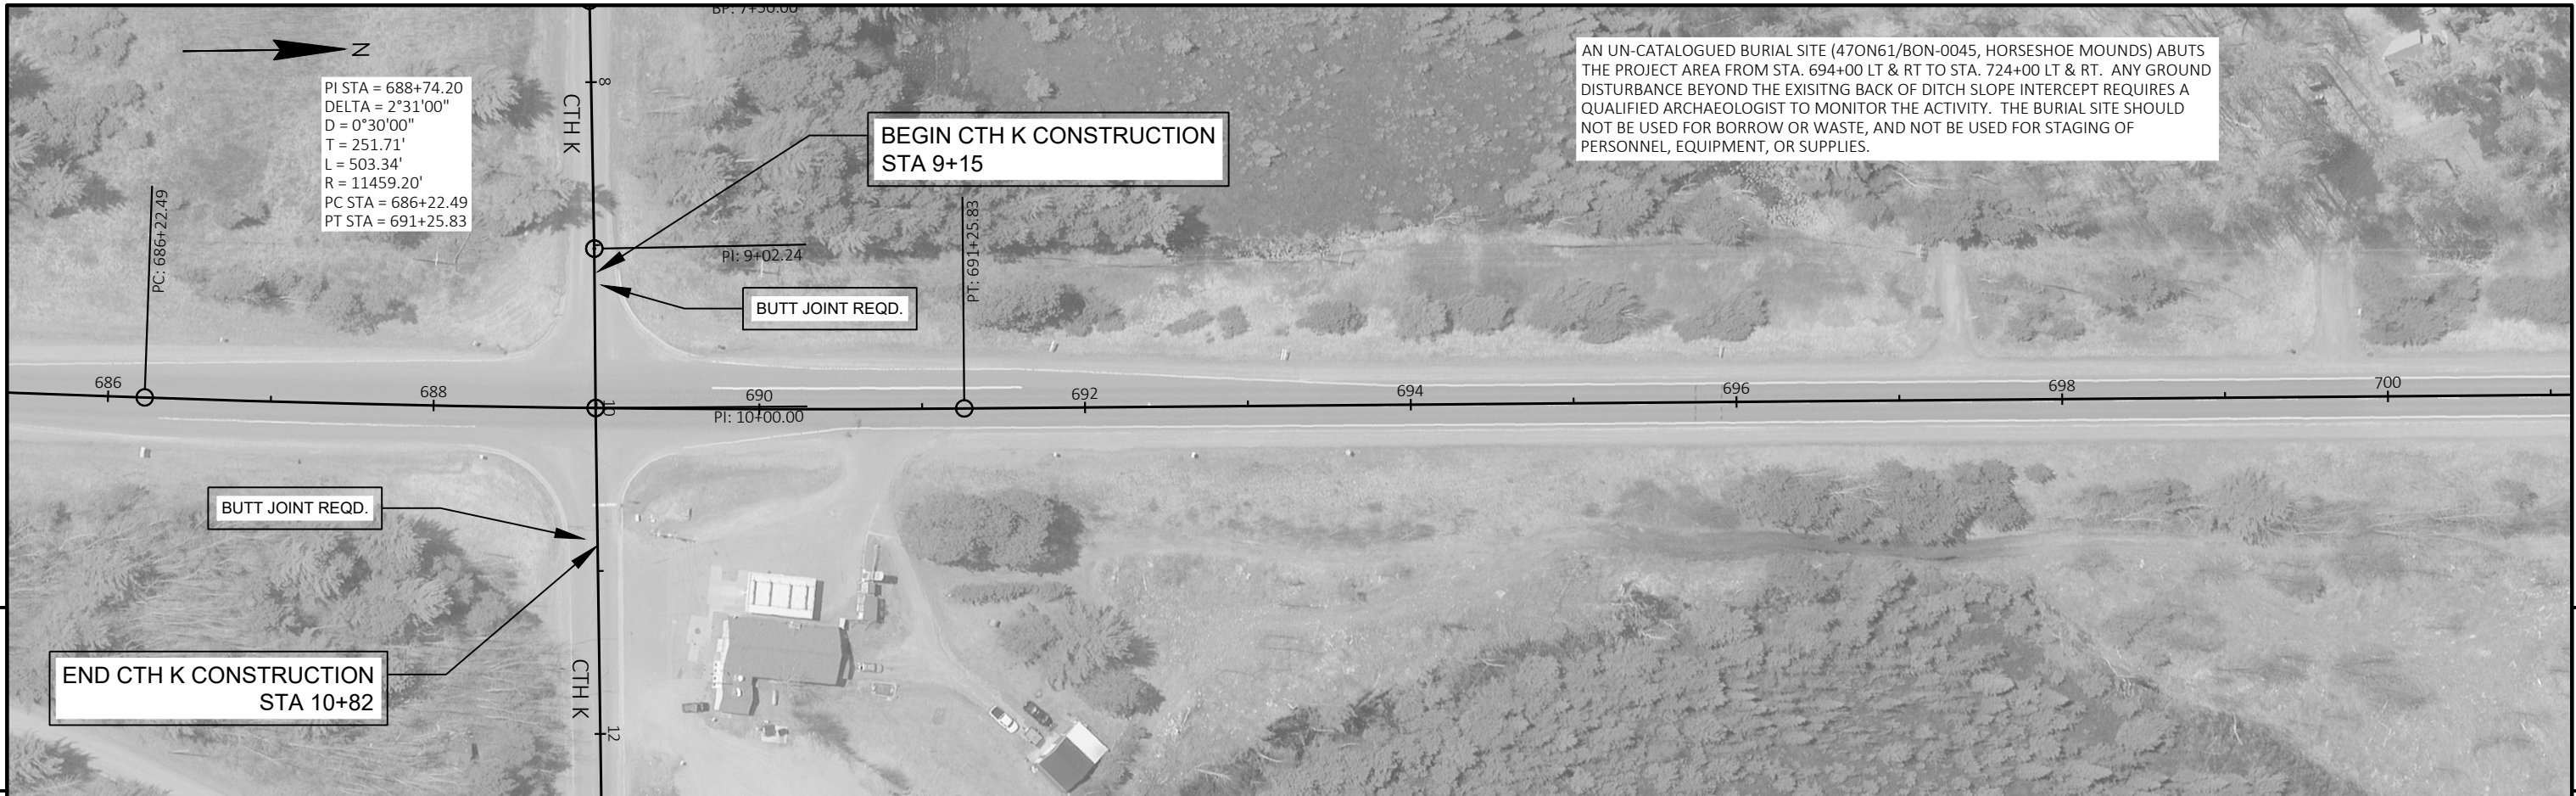 BP: 7+50.00
N
PI STA = 688+74.20
DELTA = 2°31'00"
D = 0°30'00"
T = 251.71'
L = 503.34'
R = 11459.20'
PC STA = 686+22.49
PT STA = 691+25.83
AN UN-CATALOGUED BURIAL SITE (47ON61/BON-0045, HORSESHOE MOUNDS) ABUTS
THE PROJECT AREA FROM STA. 694+00 LT & RT TO STA. 724+00 LT & RT. ANY GROUND
DISTURBANCE BEYOND THE EXISITNG BACK OF DITCH SLOPE INTERCEPT REQUIRES A
QUALIFIED ARCHAEOLOGIST TO MONITOR THE ACTIVITY. THE BURIAL SITE SHOULD
NOT BE USED FOR BORROW OR WASTE, AND NOT BE USED FOR STAGING OF
PERSONNEL, EQUIPMENT, OR SUPPLIES.
8
CTH K
BEGIN CTH K CONSTRUCTION
STA 9+15
PC: 686+22.49
PI: 9+02.24
PT: 691+25.83
BUTT JOINT REQD.
686
688
690
692
694
696
698
700
10
PI: 10+00.00
BUTT JOINT REQD.
END CTH K CONSTRUCTION
STA 10+82
CTH K
12